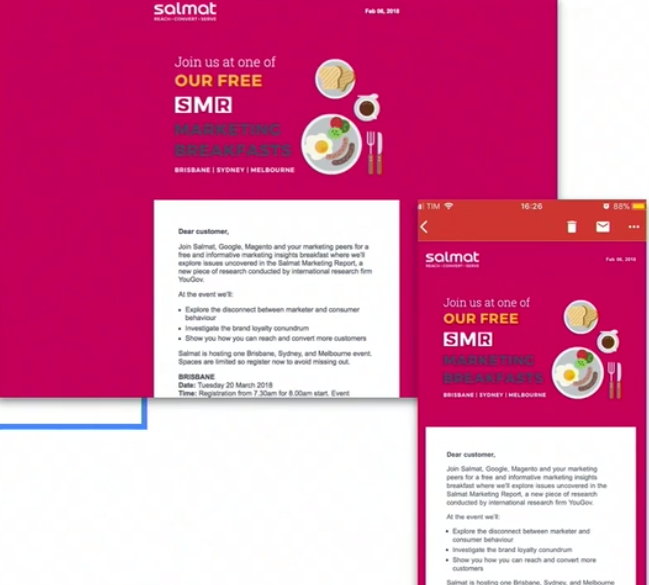 salmat
REACH • CONVERT • SERVE
Feb 08, 2018
Join us at one of
OUR FREE
SMR
MARKETING
BREAKFASTS
BRISBANE | SYDNEY | MELBOURNE
Dear customer,
Join Salmat, Google, Magento and your marketing peers for a
free and informative marketing insights breakfast where we'll
explore issues uncovered in the Salmat Marketing Report, a
new piece of research conducted by international research firm
YouGov.
At the event we'll:
• Explore the disconnect between marketer and consumer
behaviour
• Investigate the brand loyalty conundrum
• Show you how you can reach and convert more customers
Salmat is hosting one Brisbane, Sydney, and Melbourne event.
Spaces are limited so register now to avoid missing out.
BRISBANE
Date: Tuesday 20 March 2018
Time: Registration from 7.30am for 8.00am start. Event
TIM
16:26
88%
salmat
REACH • CONVERT • SERVE
Feb 08, 2018
Join us at one of
OUR FREE
SMR
MARKETING
BREAKFASTS
BRISBANE | SYDNEY | MELBOURNE
Dear customer,
Join Salmat, Google, Magento and your marketing
peers for a free and informative marketing insights
breakfast where we'll explore issues uncovered in the
Salmat Marketing Report, a new piece of research
conducted by international research firm YouGov.
At the event we'll:
• Explore the disconnect between marketer and
consumer behaviour
• Investigate the brand loyalty conundrum
• Show you how you can reach and convert more
customers
Salmat is hosting one Brisbane, Sydney, and Melbourne